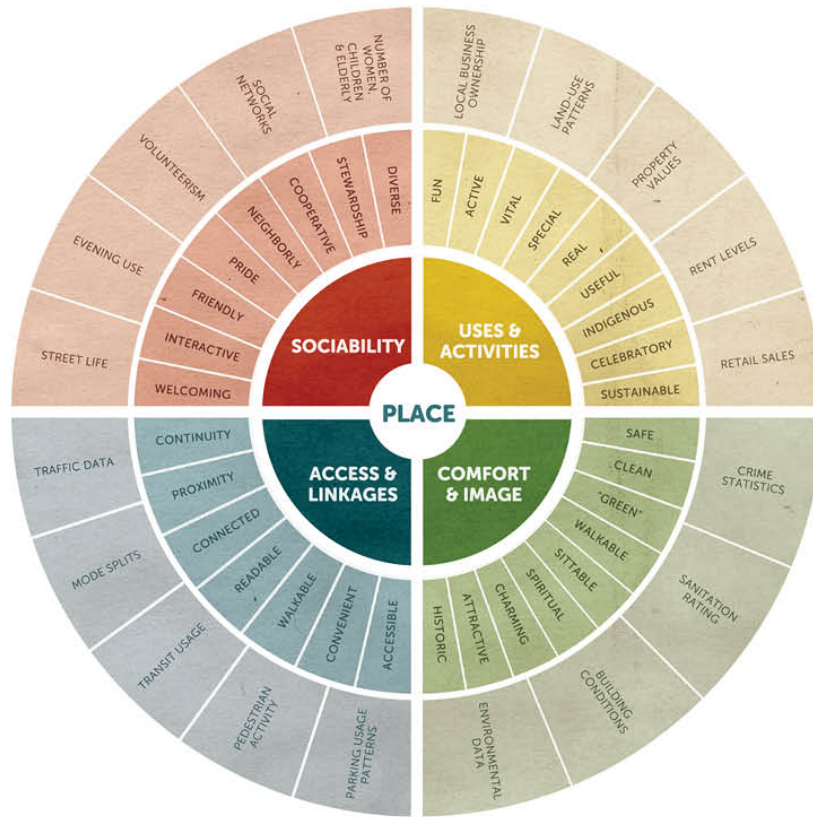 NUMBER OF
WOMEN,
CHILDREN
& ELDERLY
SOCIAL
NETWORKS
VOLUNTEERISM
EVENING USE
STREET LIFE
DIVERSE
STEWARDSHIP
COOPERATIVE
NEIGHBORLY
PRIDE
FRIENDLY
INTERACTIVE
WELCOMING
SOCIABILITY
LOCAL BUSINESS
OWNERSHIP
LAND-USE
PATTERNS
PROPERTY
VALUES
RENT LEVELS
RETAIL SALES
FUN
ACTIVE
VITAL
SPECIAL
REAL
USEFUL
INDIGENOUS
CELEBRATORY
SUSTAINABLE
USES &
ACTIVITIES
PLACE
ACCESS &
LINKAGES
CONTINUITY
PROXIMITY
CONNECTED
READABLE
WALKABLE
CONVENIENT
ACCESSIBLE
TRAFFIC DATA
MODE SPLITS
TRANSIT USAGE
PEDESTRIAN
ACTIVITY
PARKING USAGE
PATTERNS
COMFORT
& IMAGE
SAFE
CLEAN
"GREEN"
WALKABLE
SITTABLE
SPIRITUAL
CHARMING
ATTRACTIVE
HISTORIC
CRIME
STATISTICS
SANITATION
RATING
BUILDING
CONDITIONS
ENVIRONMENTAL
DATA